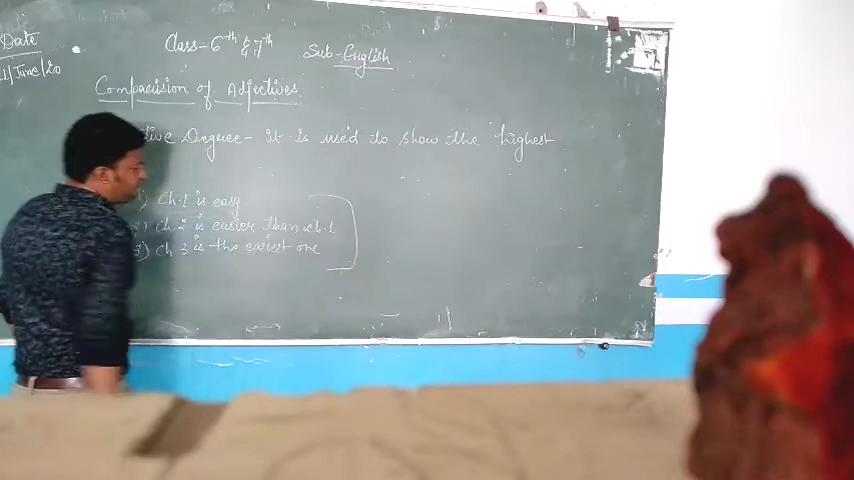 Date
Class-6th & 7th Sub-English
/June/20
Comparision of Adjectives
tive Degree - it is used to show the highest
1) Ch.1 is easy
2) Ch.2 is easier than ch.1
3) Ch 3 is the easiest one